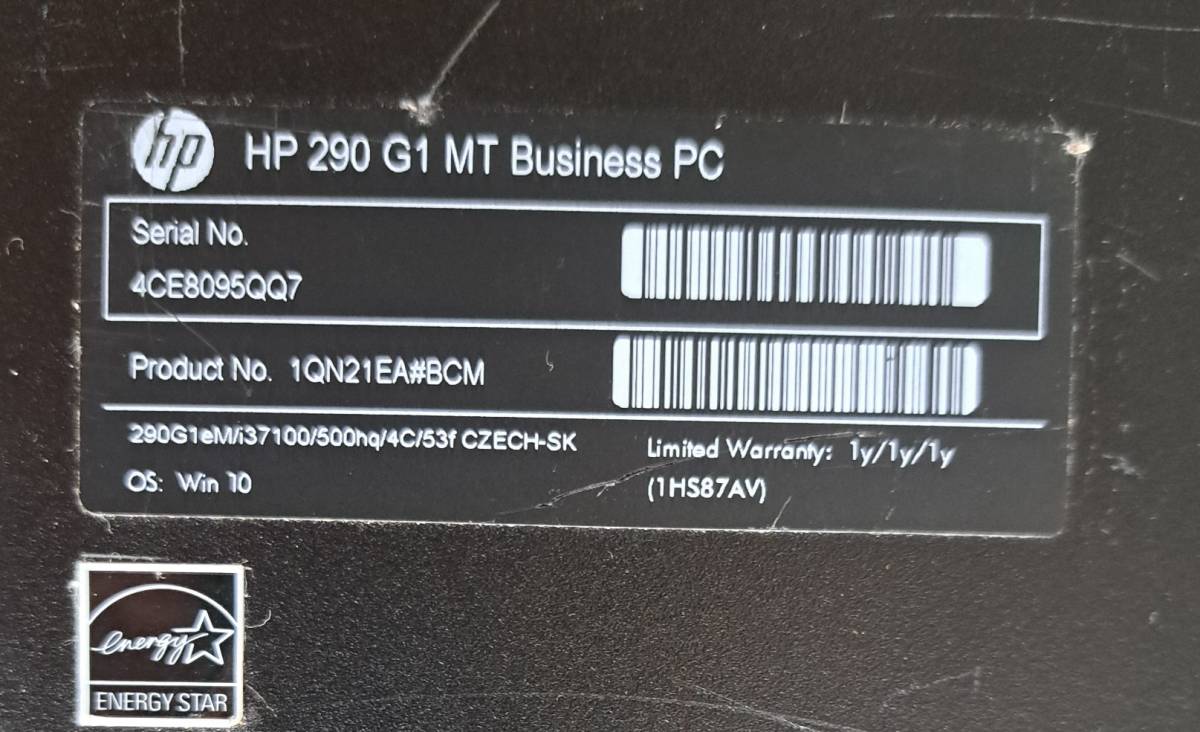 hp HP 290 G1 MT Business PC
Serial No.
4CE8095QQ7
Product No. 1QN21EA#BCM
290G1eM/i37100/500hq/4C/53f CZECH-SK
Limited Warranty: 1y/1y/1y
OS: Win 10
(1HS87AV)
energy
ENERGY STAR